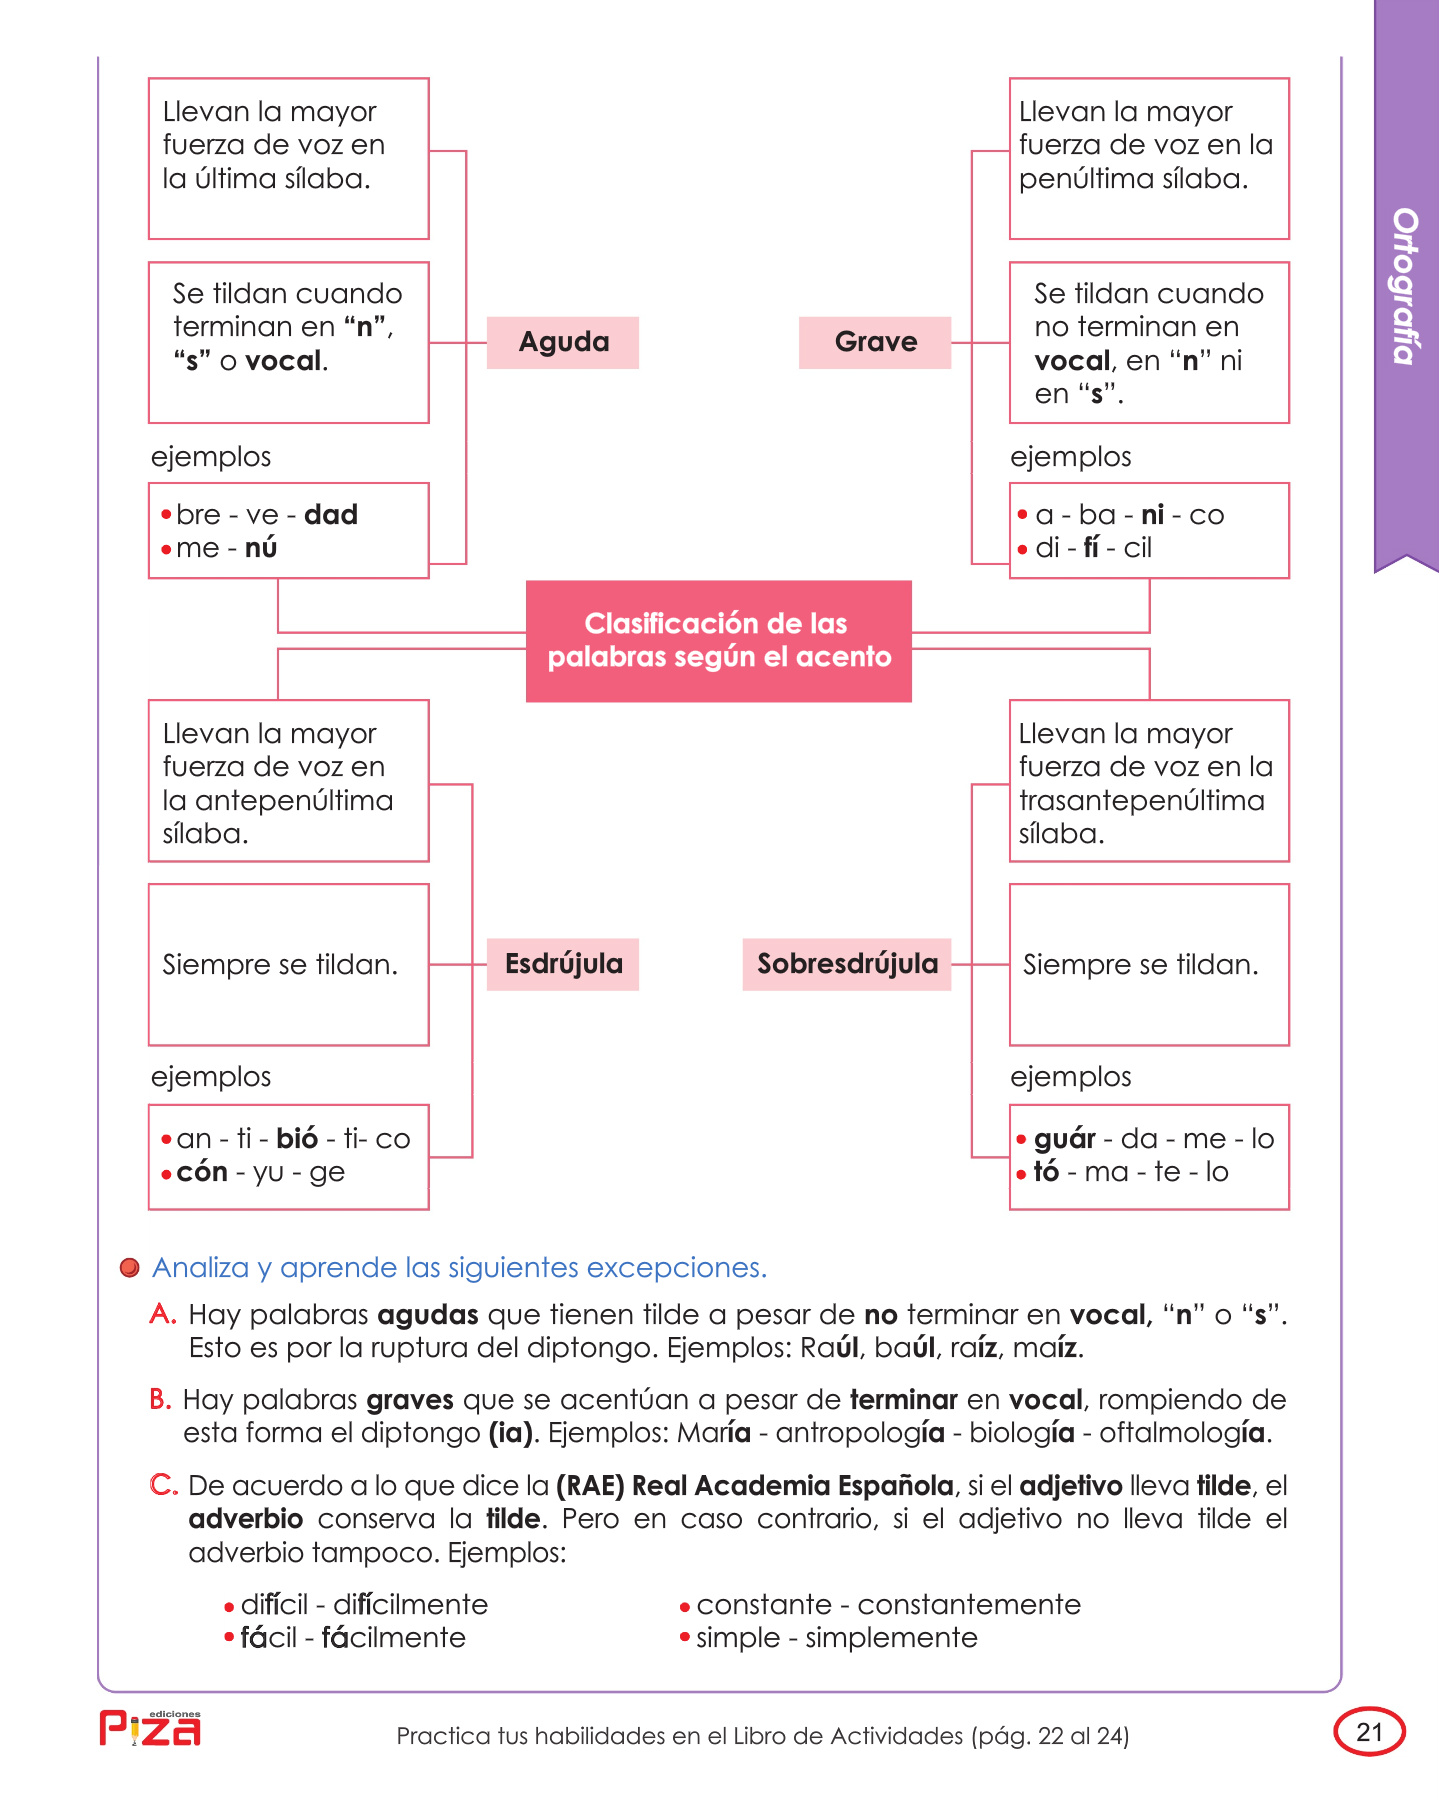 Llevan la mayor
fuerza de voz en
la última sílaba.
Se tildan cuando
terminan en “n”,
“s” o vocal.
ejemplos
bre - ve - dad
me - nú
Aguda
Llevan la mayor
fuerza de voz en la
penúltima sílaba.
Se tildan cuando
no terminan en
vocal, en “n” ni
en “s”.
ejemplos
a - ba - ni - co
di - fí - cil
Grave
Ortografía
Clasificación de las
palabras según el acento
Llevan la mayor
fuerza de voz en
la antepenúltima
sílaba.
Siempre se tildan.
ejemplos
an - ti - bió - ti- co
cón - yu - ge
Esdrújula
Llevan la mayor
fuerza de voz en la
trasantepenúltima
sílaba.
Siempre se tildan.
ejemplos
guár - da - me - lo
tó - ma - te - lo
Sobresdrújula
Analiza y aprende las siguientes excepciones.
A. Hay palabras agudas que tienen tilde a pesar de no terminar en vocal, “n” o “s”.
Esto es por la ruptura del diptongo. Ejemplos: Raúl, baúl, raíz, maíz.
B. Hay palabras graves que se acentúan a pesar de terminar en vocal, rompiendo de
esta forma el diptongo (ia). Ejemplos: María - antropología - biología - oftalmología.
C. De acuerdo a lo que dice la (RAE) Real Academia Española, si el adjetivo lleva tilde, el
adverbio conserva la tilde. Pero en caso contrario, si el adjetivo no lleva tilde el
adverbio tampoco. Ejemplos:
difícil - difícilmente
fácil - fácilmente
constante - constantemente
simple - simplemente
ediciones
Piza
Practica tus habilidades en el Libro de Actividades (pág. 22 al 24)
21